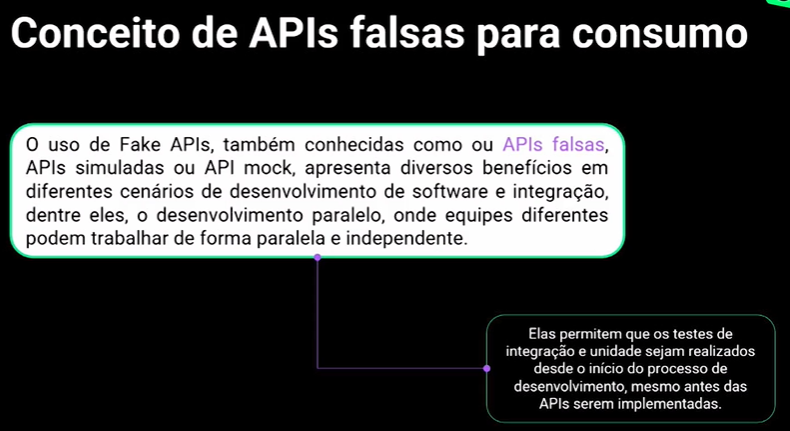 Conceito de APIs falsas para consumo
O uso de Fake APIs, também conhecidas como ou APIs falsas,
APIs simuladas ou API mock, apresenta diversos benefícios em
diferentes cenários de desenvolvimento de software e integração,
dentre eles, o desenvolvimento paralelo, onde equipes diferentes
podem trabalhar de forma paralela e independente.
Elas permitem que os testes de
integração e unidade sejam realizados
desde o início do processo de
desenvolvimento, mesmo antes das
APIs serem implementadas.